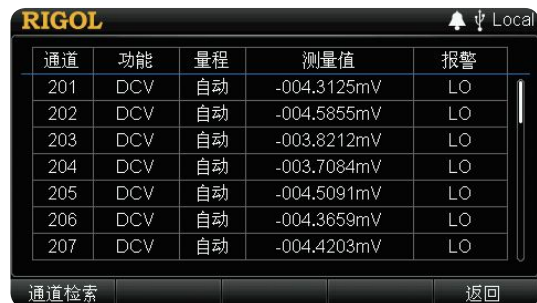 RIGOL Local
通道 功能 量程 测量值 报警
201 DCV 自动 -004.3125mV LO
202 DCV 自动 -004.5855mV LO
203 DCV 自动 -003.8212mV LO
204 DCV 自动 -003.7084mV LO
205 DCV 自动 -004.5091mV LO
206 DCV 自动 -004.3659mV LO
207 DCV 自动 -004.4203mV LO
通道检索 返回